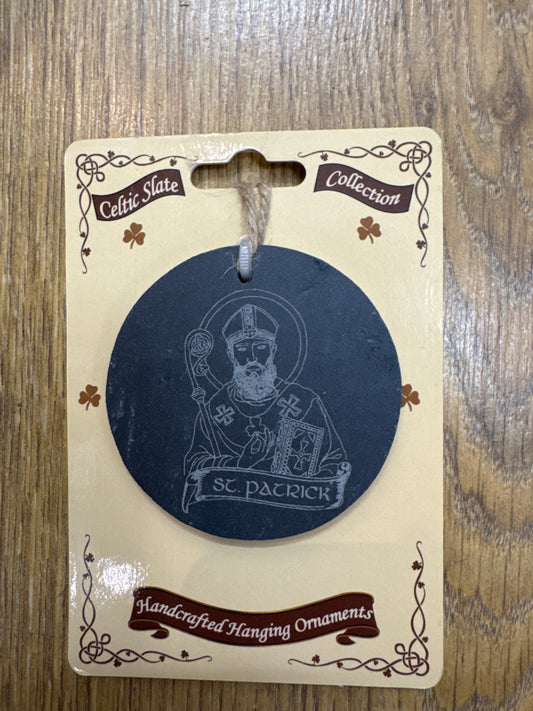 Celtic Slate
Collection
ST. PATRICK
Handcrafted Hanging Ornaments